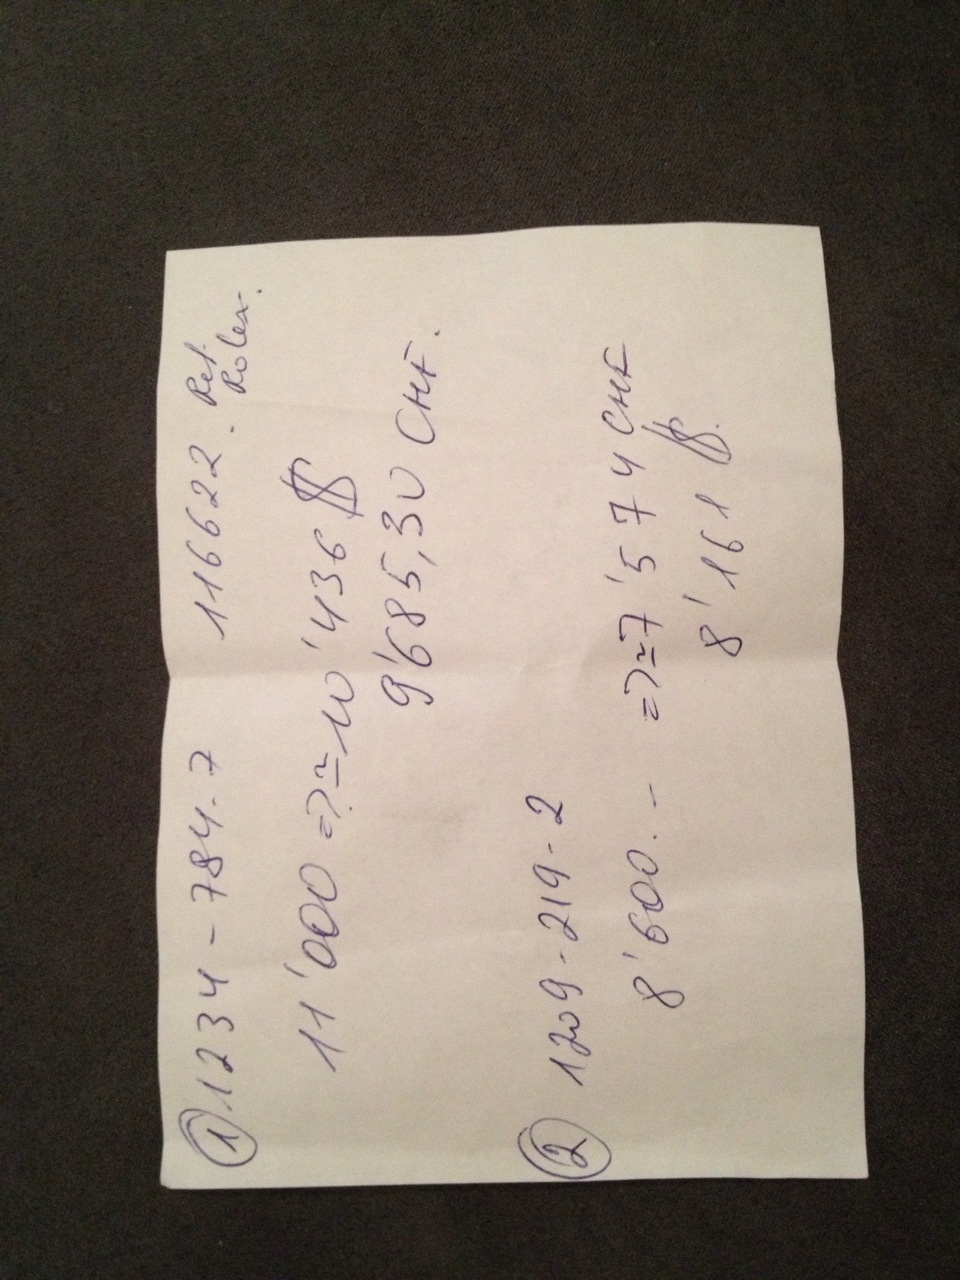 ① 1234-784.7 116622. Ref.
Rolex.
11'000 =>≃ 10'436 $
9'685,30 CHF.
② 1209-219-2
8'600.- =>≃ 7'574 CHF
8'161 $.